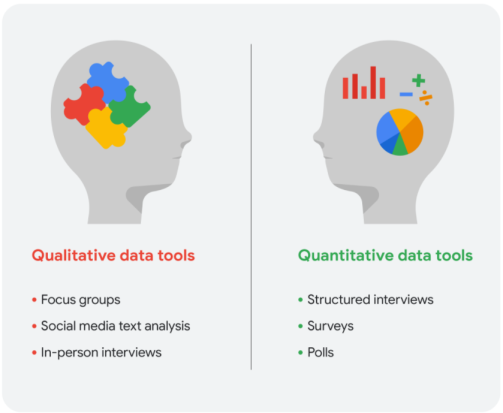 Qualitative data tools
• Focus groups
• Social media text analysis
• In-person interviews
Quantitative data tools
• Structured interviews
• Surveys
• Polls